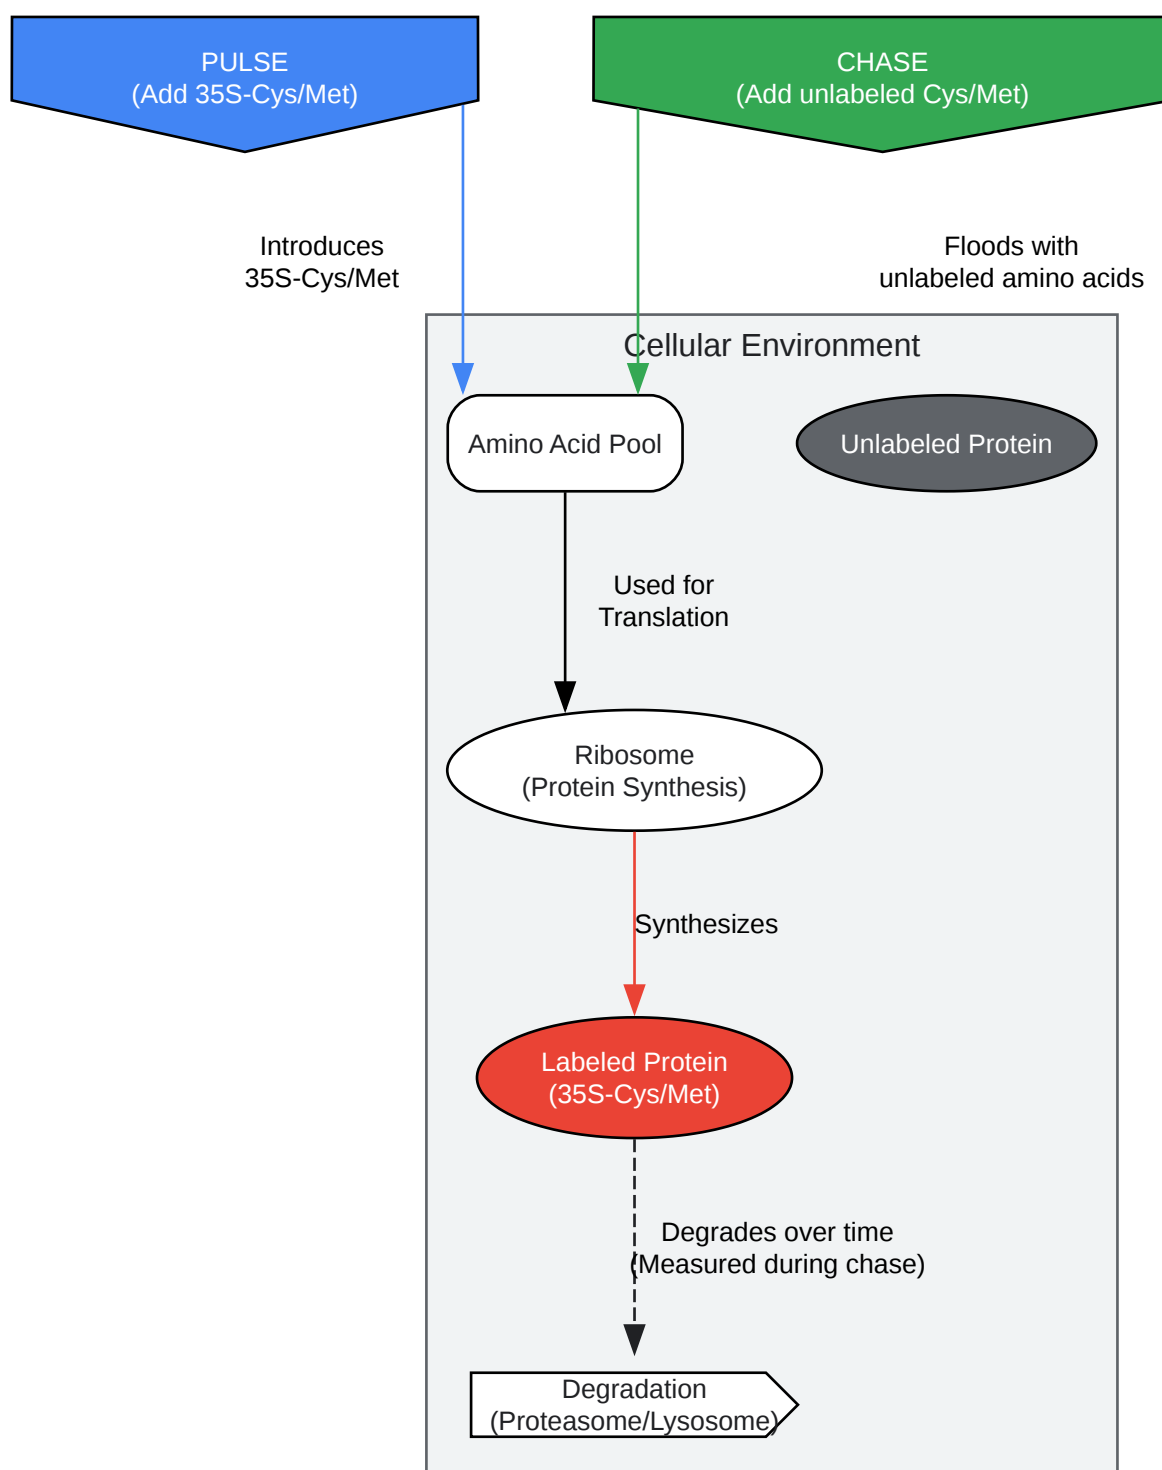 PULSE
(Add 35S-Cys/Met)
CHASE
(Add unlabeled Cys/Met)
Introduces
35S-Cys/Met
Floods with
unlabeled amino acids
Cellular Environment
Amino Acid Pool
Unlabeled Protein
Used for
Translation
Ribosome
(Protein Synthesis)
Synthesizes
Labeled Protein
(35S-Cys/Met)
Degrades over time
(Measured during chase)
Degradation
(Proteasome/Lysosome)